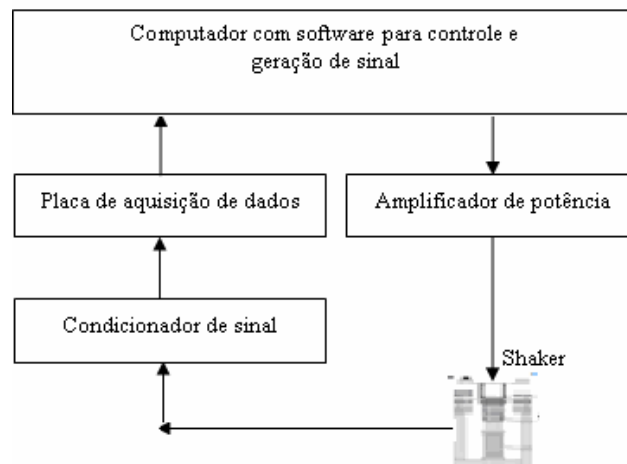 Computador com software para controle e
geração de sinal
Placa de aquisição de dados
Amplificador de potência
Condicionador de sinal
Shaker